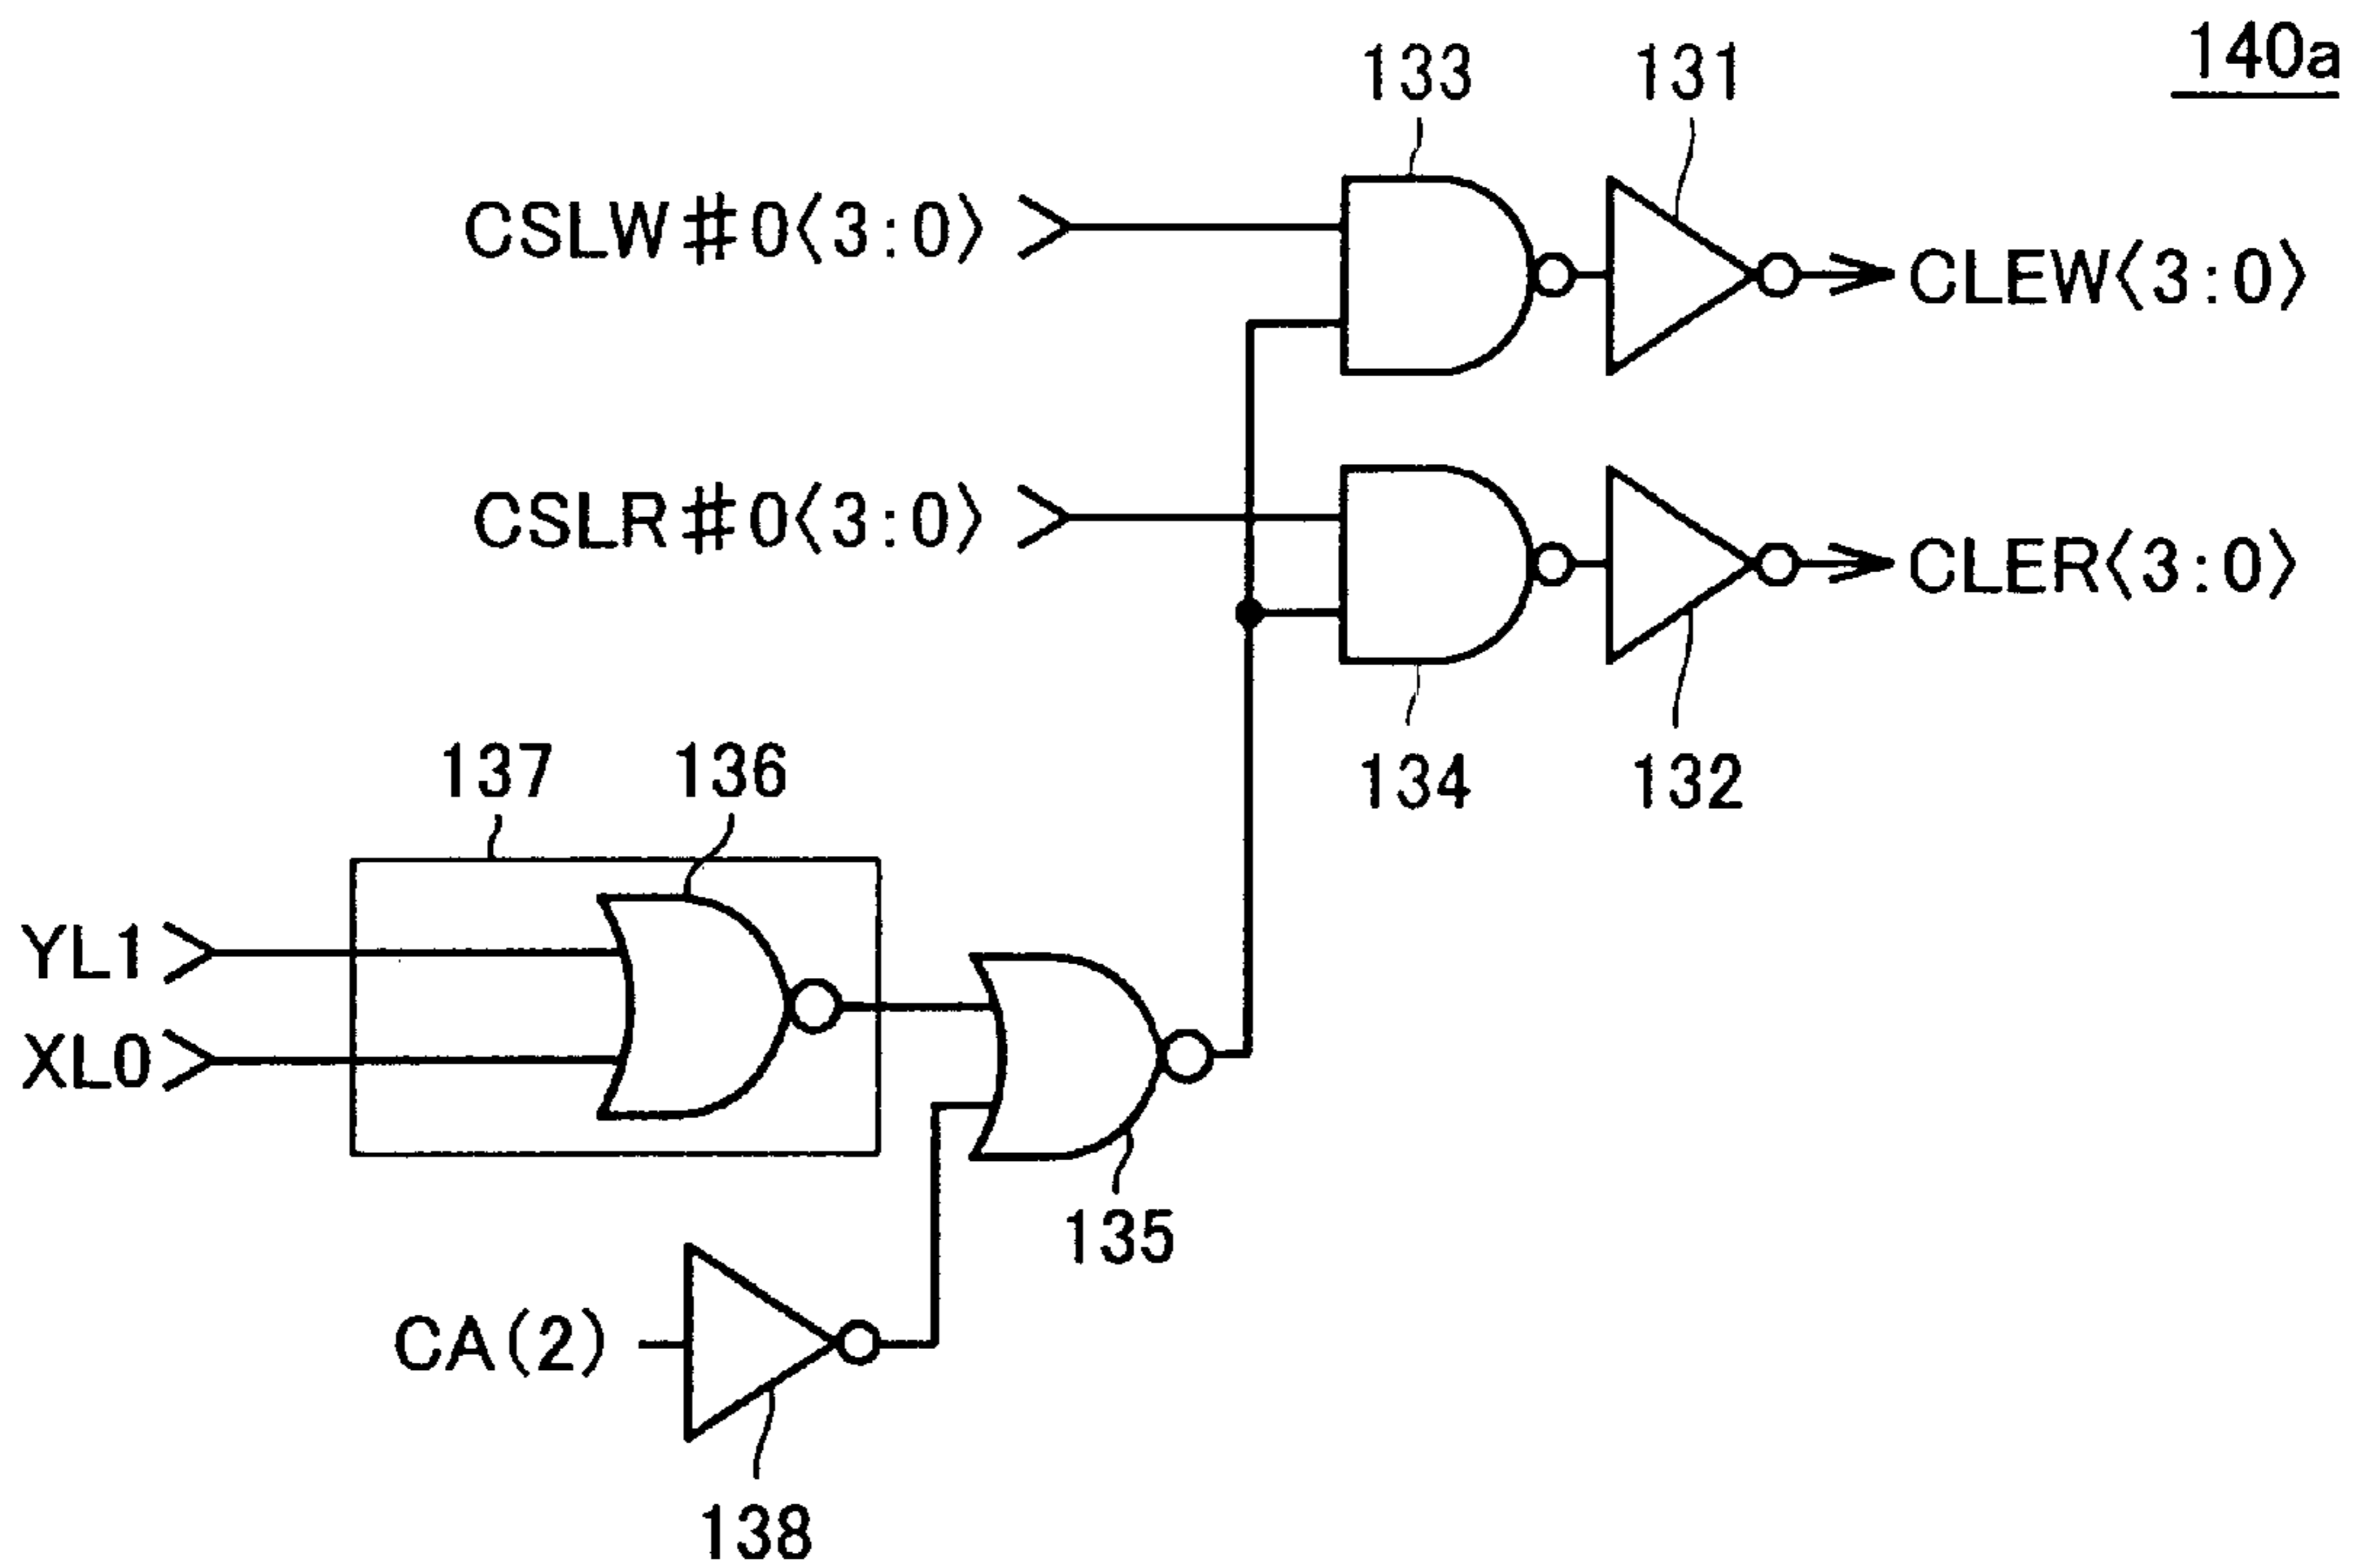 140a
133
131
CSLW#0<3:0>
CLEW<3:0>
CSLR#0<3:0>
CLER<3:0>
134
132
137
136
YL1
XL0
135
CA(2)
138